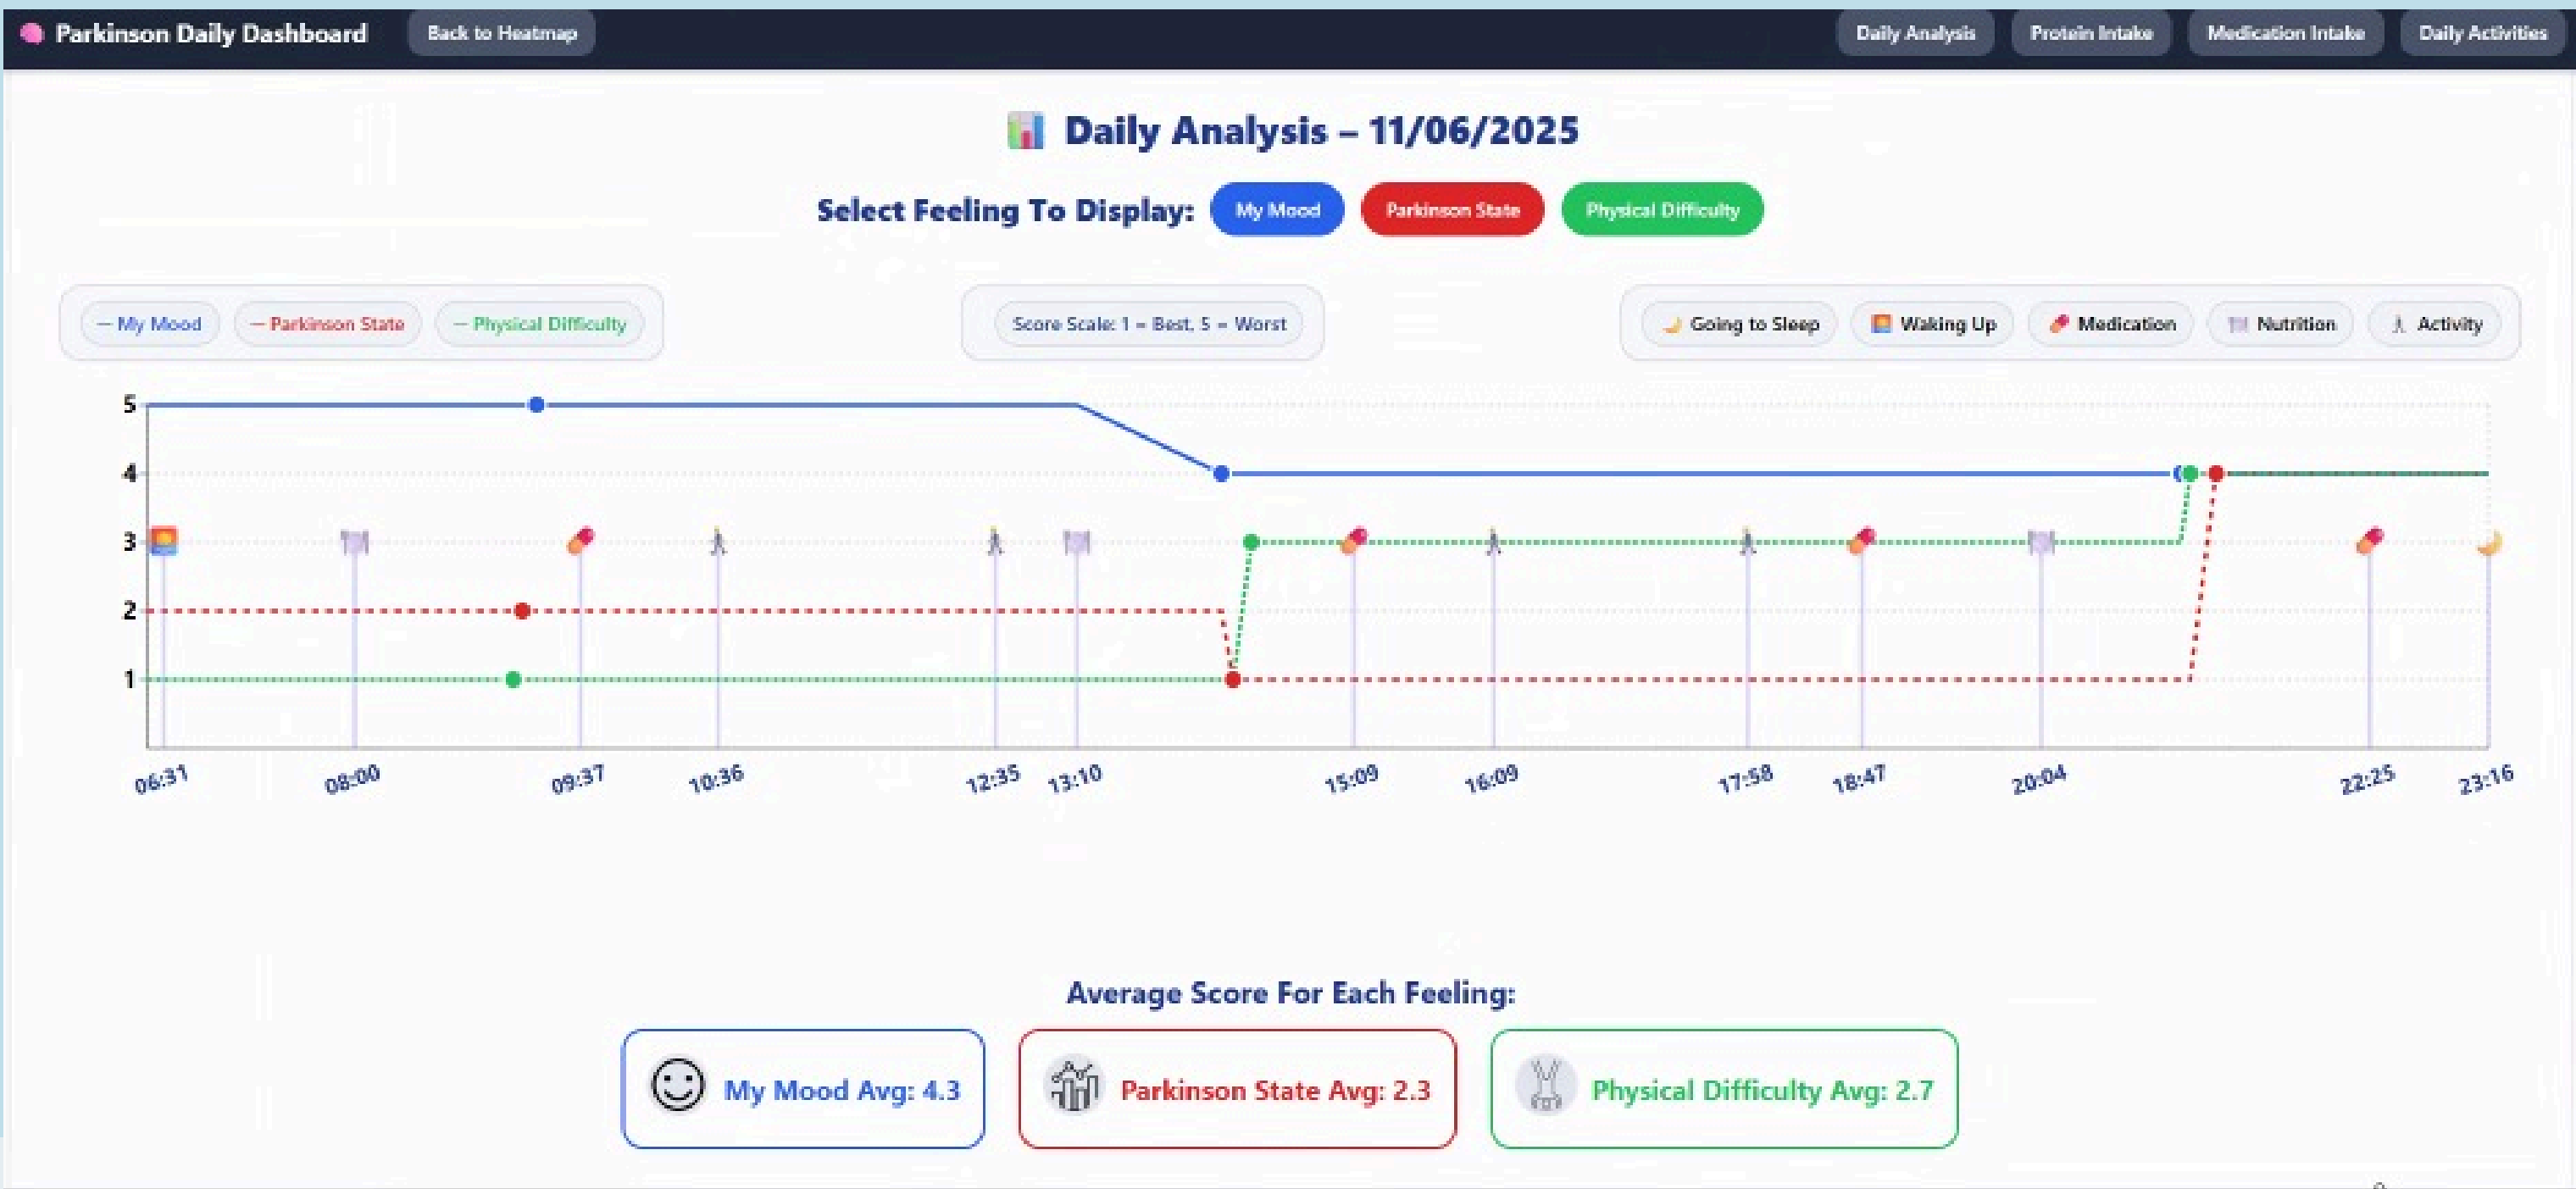 Parkinson Daily Dashboard Back to Heatmap Daily Analysis Protein Intake Medication Intake Daily Activities
Daily Analysis – 11/06/2025
Select Feeling To Display: My Mood Parkinson State Physical Difficulty
— My Mood — Parkinson State — Physical Difficulty Score Scale: 1 = Best, 5 = Worst Going to Sleep Waking Up Medication Nutrition Activity
5
4
3
2
1
06:31 08:00 09:37 10:36 12:35 13:10 15:09 16:09 17:58 18:47 20:04 22:25 23:16
Average Score For Each Feeling:
My Mood Avg: 4.3 Parkinson State Avg: 2.3 Physical Difficulty Avg: 2.7